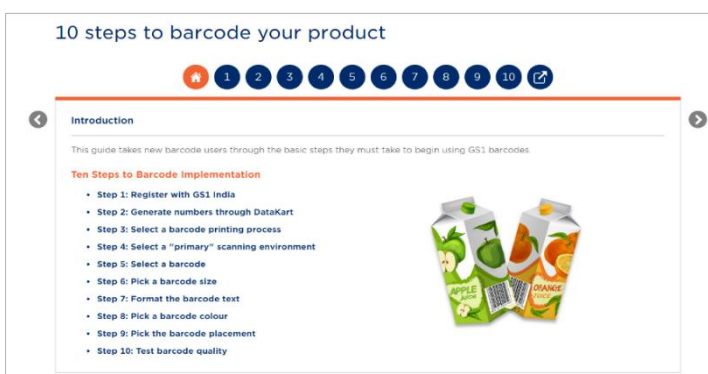 10 steps to barcode your product
1 2 3 4 5 6 7 8 9 10
Introduction
This guide takes new barcode users through the basic steps they must take to begin using GS1 barcodes.
Ten Steps to Barcode Implementation
• Step 1: Register with GS1 India
• Step 2: Generate numbers through DataKart
• Step 3: Select a barcode printing process
• Step 4: Select a "primary" scanning environment
• Step 5: Select a barcode
• Step 6: Pick a barcode size
• Step 7: Format the barcode text
• Step 8: Pick a barcode colour
• Step 9: Pick the barcode placement
• Step 10: Test barcode quality
APPLE
JUICE
ORANGE
JUICE